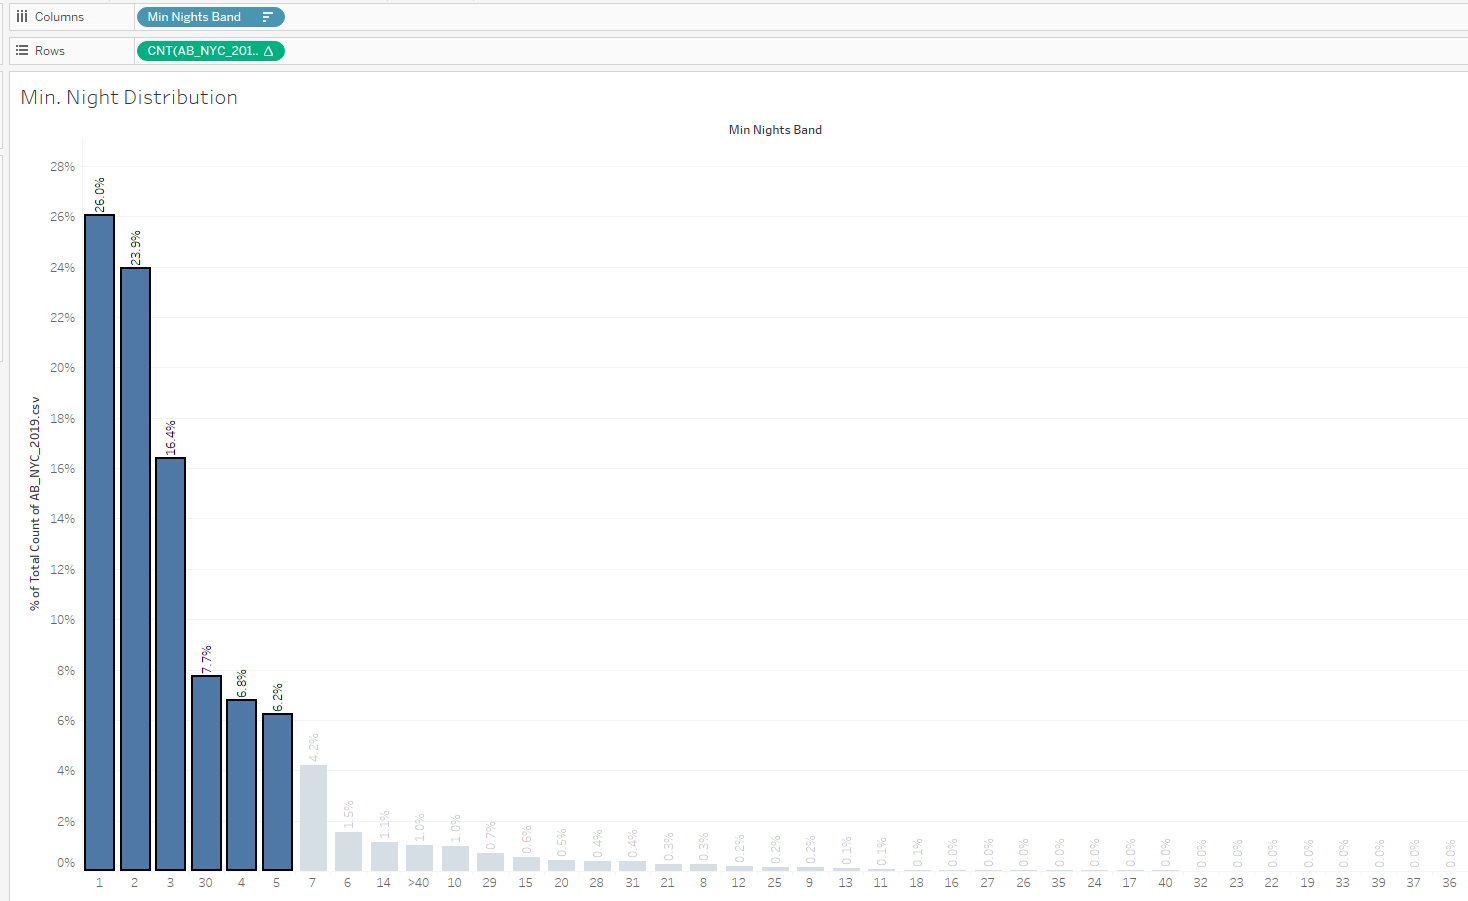 Columns
Min Nights Band
Rows
CNT(AB_NYC_201.. Δ
Min. Night Distribution
Min Nights Band
% of Total Count of AB_NYC_2019.csv
28%
26%
24%
22%
20%
18%
16%
14%
12%
10%
8%
6%
4%
2%
0%
26.0% 23.9% 16.4% 7.7% 6.8% 6.2% 4.2% 1.5% 1.1% 1.0% 1.0% 0.7% 0.6% 0.5% 0.4% 0.4% 0.3% 0.3% 0.2% 0.2% 0.2% 0.1% 0.1% 0.1% 0.0% 0.0% 0.0% 0.0% 0.0% 0.0% 0.0% 0.0% 0.0% 0.0% 0.0% 0.0% 0.0% 0.0% 0.0%
1 2 3 30 4 5 7 6 14 >40 10 29 15 20 28 31 21 8 12 25 9 13 11 18 16 27 26 35 24 17 40 32 23 22 19 33 39 37 36